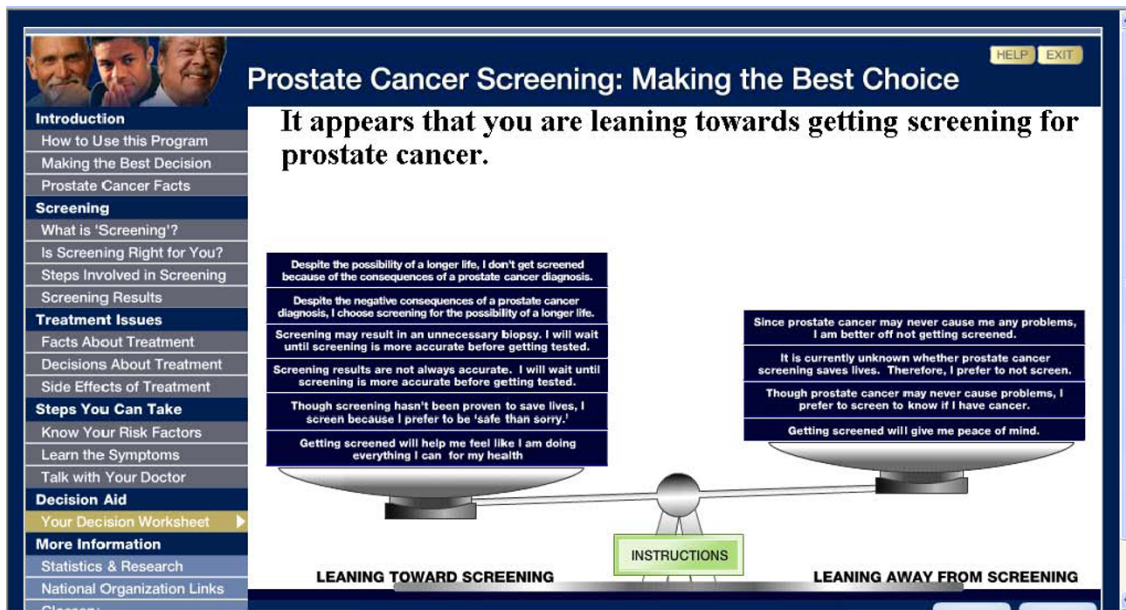 HELP
EXIT
Prostate Cancer Screening: Making the Best Choice
Introduction
How to Use this Program
Making the Best Decision
Prostate Cancer Facts
Screening
What is 'Screening'?
Is Screening Right for You?
Steps Involved in Screening
Screening Results
Treatment Issues
Facts About Treatment
Decisions About Treatment
Side Effects of Treatment
Steps You Can Take
Know Your Risk Factors
Learn the Symptoms
Talk with Your Doctor
Decision Aid
Your Decision Worksheet
More Information
Statistics & Research
National Organization Links
Glossary
It appears that you are leaning towards getting screening for
prostate cancer.
Despite the possibility of a longer life, I don't get screened
because of the consequences of a prostate cancer diagnosis.
Despite the negative consequences of a prostate cancer
diagnosis, I choose screening for the possibility of a longer life.
Screening may result in an unnecessary biopsy. I will wait
until screening is more accurate before getting tested.
Screening results are not always accurate. I will wait until
screening is more accurate before getting tested.
Though screening hasn't been proven to save lives, I
screen because I prefer to be 'safe than sorry.'
Getting screened will help me feel like I am doing
everything I can for my health
Since prostate cancer may never cause me any problems,
I am better off not getting screened.
It is currently unknown whether prostate cancer
screening saves lives. Therefore, I prefer to not screen.
Though prostate cancer may never cause problems, I
prefer to screen to know if I have cancer.
Getting screened will give me peace of mind.
INSTRUCTIONS
LEANING TOWARD SCREENING
LEANING AWAY FROM SCREENING